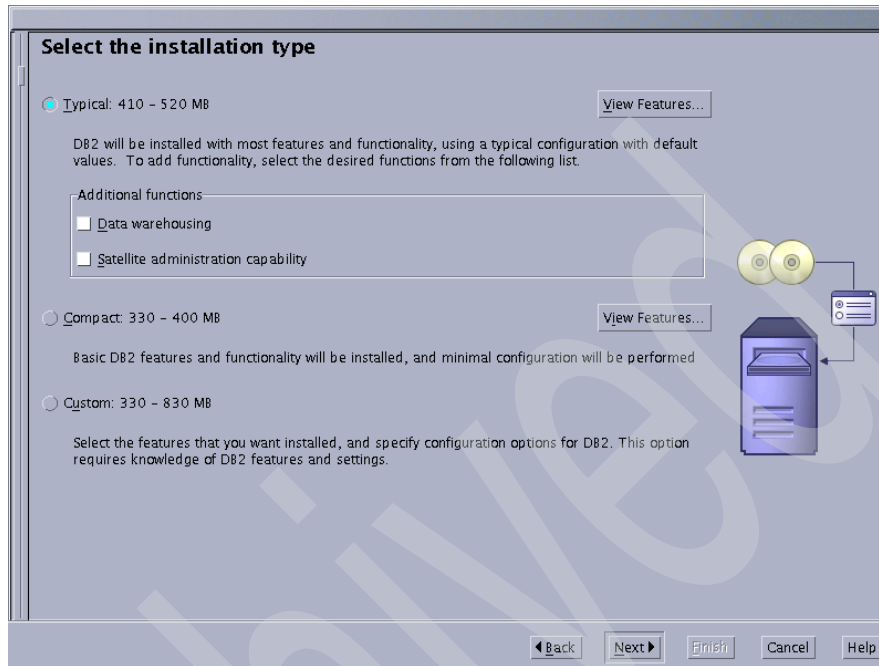 Select the installation type
Typical: 410 – 520 MB
View Features...
DB2 will be installed with most features and functionality, using a typical configuration with default
values. To add functionality, select the desired functions from the following list.
Additional functions
Data warehousing
Satellite administration capability
Compact: 330 – 400 MB
View Features...
Basic DB2 features and functionality will be installed, and minimal configuration will be performed
Custom: 330 – 830 MB
Select the features that you want installed, and specify configuration options for DB2. This option
requires knowledge of DB2 features and settings.
Back
Next
Finish
Cancel
Help
hived